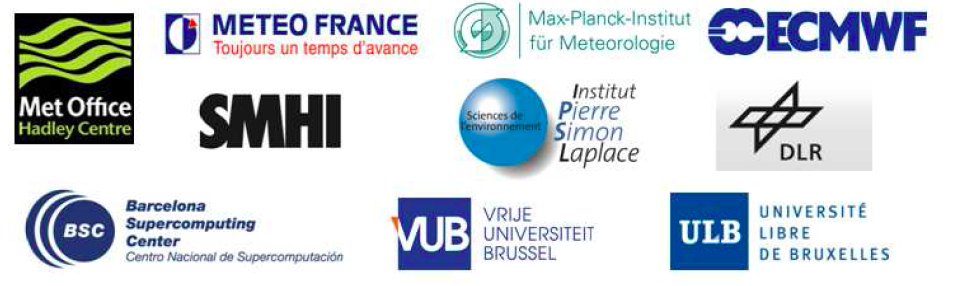 Met Office
Hadley Centre
METEO FRANCE
Toujours un temps d'avance
Max-Planck-Institut
für Meteorologie
ECMWF
SMHI
Sciences de
l'environnement
Institut
Pierre
Simon
Laplace
DLR
BSC
Barcelona
Supercomputing
Center
Centro Nacional de Supercomputación
VUB
VRIJE
UNIVERSITEIT
BRUSSEL
ULB
UNIVERSITÉ
LIBRE
DE BRUXELLES